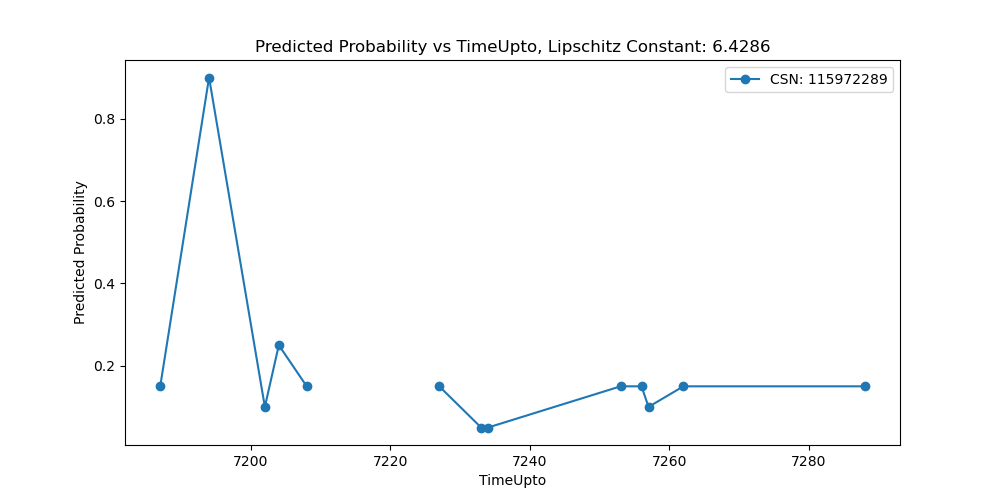 Predicted Probability vs TimeUpto, Lipschitz Constant: 6.4286
CSN: 115972289
0.8
0.6
0.4
0.2
Predicted Probability
7200 7220 7240 7260 7280
TimeUpto